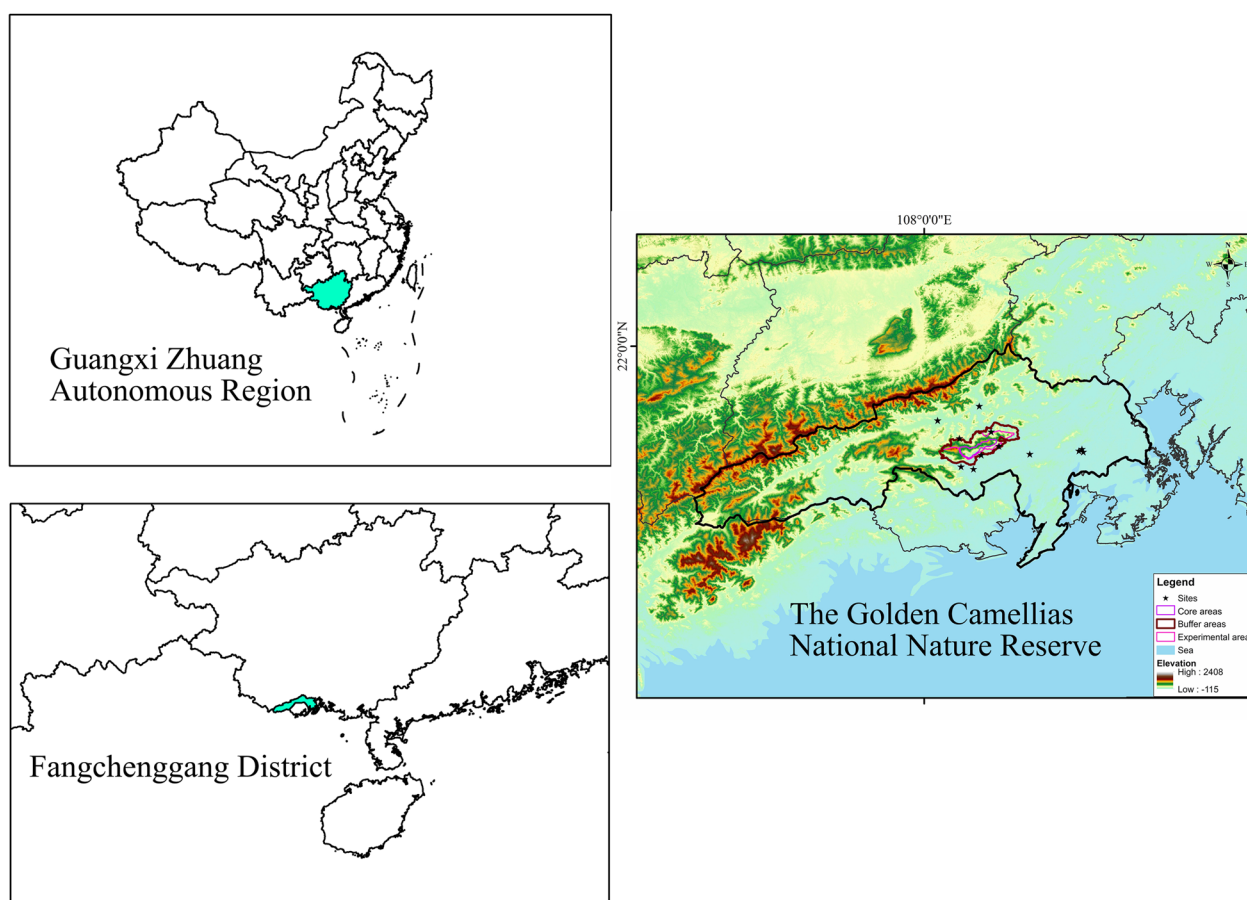 Guangxi Zhuang
Autonomous Region
Fangchenggang District
108°0'0"E
22°0'0"N
N
W
E
S
The Golden Camellias
National Nature Reserve
Legend
Sites
Core areas
Buffer areas
Experimental area
Sea
Elevation
High : 2408
Low : -115